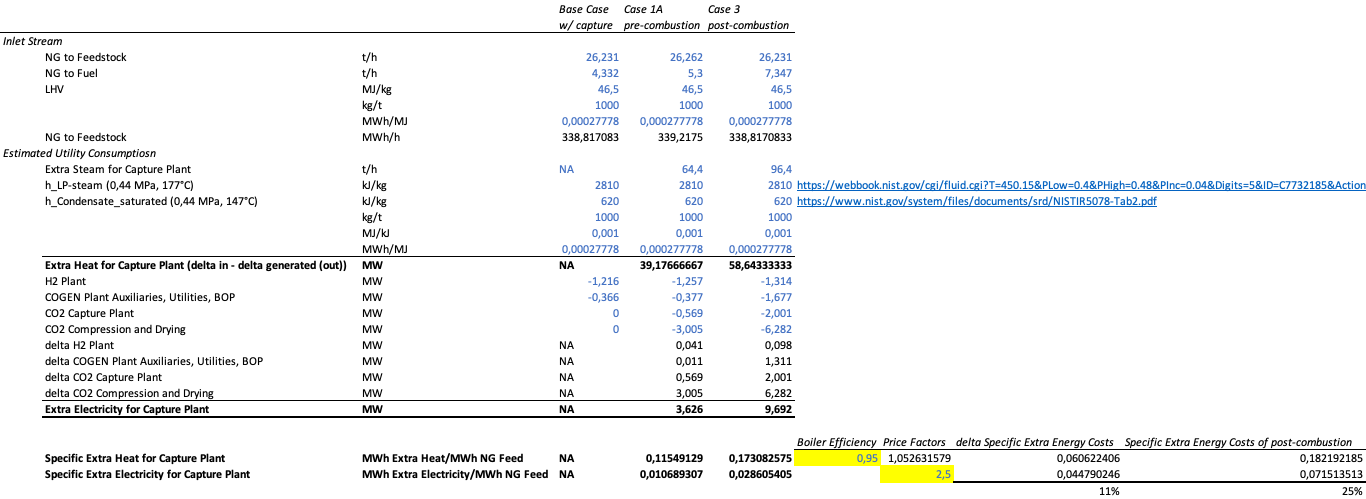 Base Case Case 1A Case 3
w/ capture pre-combustion post-combustion
Inlet Stream
NG to Feedstock t/h 26,231 26,262 26,231
NG to Fuel t/h 4,332 5,3 7,347
LHV MJ/kg 46,5 46,5 46,5
kg/t 1000 1000 1000
MWh/MJ 0,00027778 0,000277778 0,000277778
NG to Feedstock MWh/h 338,817083 339,2175 338,8170833
Estimated Utility Consumptiosn
Extra Steam for Capture Plant t/h NA 64,4 96,4
h_LP-steam (0,44 MPa, 177°C) kJ/kg 2810 2810 2810 https://webbook.nist.gov/cgi/fluid.cgi?T=450.15&PLow=0.4&PHigh=0.48&PInc=0.04&Digits=5&ID=C7732185&Action
h_Condensate_saturated (0,44 MPa, 147°C) kJ/kg 620 620 620 https://www.nist.gov/system/files/documents/srd/NISTIR5078-Tab2.pdf
kg/t 1000 1000 1000
MJ/kJ 0,001 0,001 0,001
MWh/MJ 0,00027778 0,000277778 0,000277778
Extra Heat for Capture Plant (delta in - delta generated (out)) MW NA 39,17666667 58,64333333
H2 Plant MW -1,216 -1,257 -1,314
COGEN Plant Auxiliaries, Utilities, BOP MW -0,366 -0,377 -1,677
CO2 Capture Plant MW 0 -0,569 -2,001
CO2 Compression and Drying MW 0 -3,005 -6,282
delta H2 Plant MW NA 0,041 0,098
delta COGEN Plant Auxiliaries, Utilities, BOP MW NA 0,011 1,311
delta CO2 Capture Plant MW NA 0,569 2,001
delta CO2 Compression and Drying MW NA 3,005 6,282
Extra Electricity for Capture Plant MW NA 3,626 9,692
Boiler Efficiency Price Factors delta Specific Extra Energy Costs Specific Extra Energy Costs of post-combustion
Specific Extra Heat for Capture Plant MWh Extra Heat/MWh NG Feed NA 0,11549129 0,173082575 0,95 1,052631579 0,060622406 0,182192185
Specific Extra Electricity for Capture Plant MWh Extra Electricity/MWh NG Feed NA 0,010689307 0,028605405 2,5 0,044790246 0,071513513
11% 25%